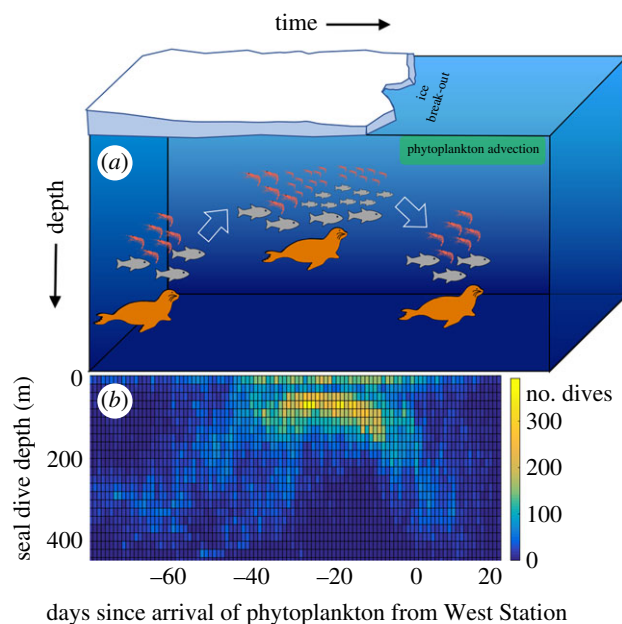 time
ice
break-out
phytoplankton advection
(a)
depth
(b)
no. dives
seal dive depth (m)
0
200
400
300
200
100
0
−60
−40
−20
0
20
days since arrival of phytoplankton from West Station